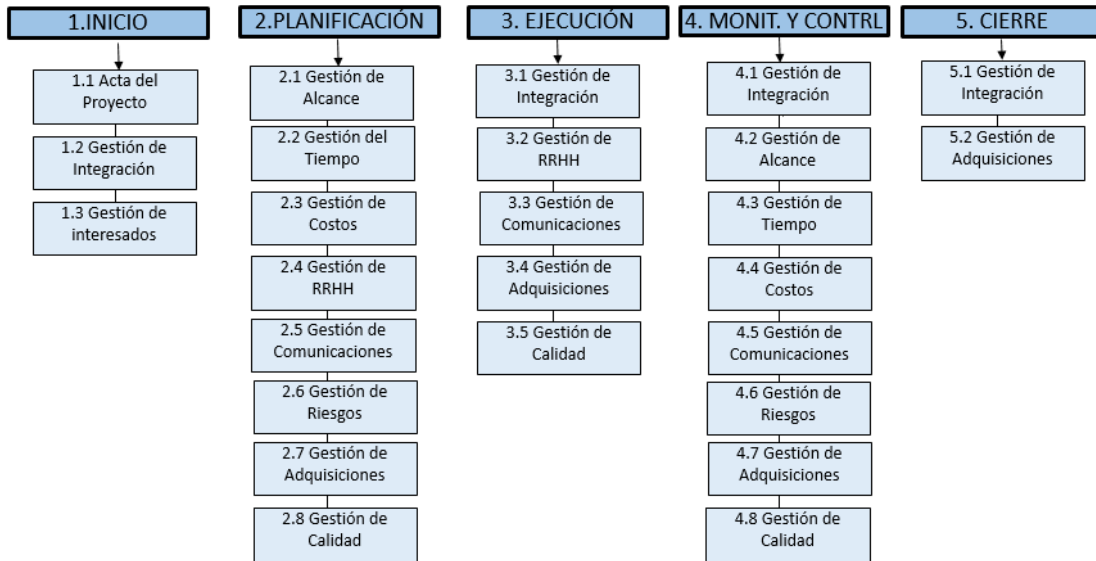 1.INICIO
1.1 Acta del
Proyecto
1.2 Gestión de
Integración
1.3 Gestión de
interesados
2.PLANIFICACIÓN
2.1 Gestión de
Alcance
2.2 Gestión del
Tiempo
2.3 Gestión de
Costos
2.4 Gestión de
RRHH
2.5 Gestión de
Comunicaciones
2.6 Gestión de
Riesgos
2.7 Gestión de
Adquisiciones
2.8 Gestión de
Calidad
3. EJECUCIÓN
3.1 Gestión de
Integración
3.2 Gestión de
RRHH
3.3 Gestión de
Comunicaciones
3.4 Gestión de
Adquisiciones
3.5 Gestión de
Calidad
4. MONIT. Y CONTRL
4.1 Gestión de
Integración
4.2 Gestión de
Alcance
4.3 Gestión de
Tiempo
4.4 Gestión de
Costos
4.5 Gestión de
Comunicaciones
4.6 Gestión de
Riesgos
4.7 Gestión de
Adquisiciones
4.8 Gestión de
Calidad
5. CIERRE
5.1 Gestión de
Integración
5.2 Gestión de
Adquisiciones